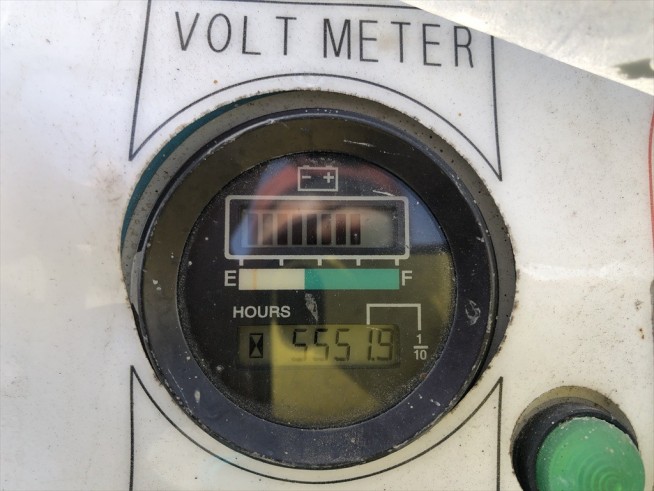 VOLT METER
- +
E F
HOURS
5551.9
1/10